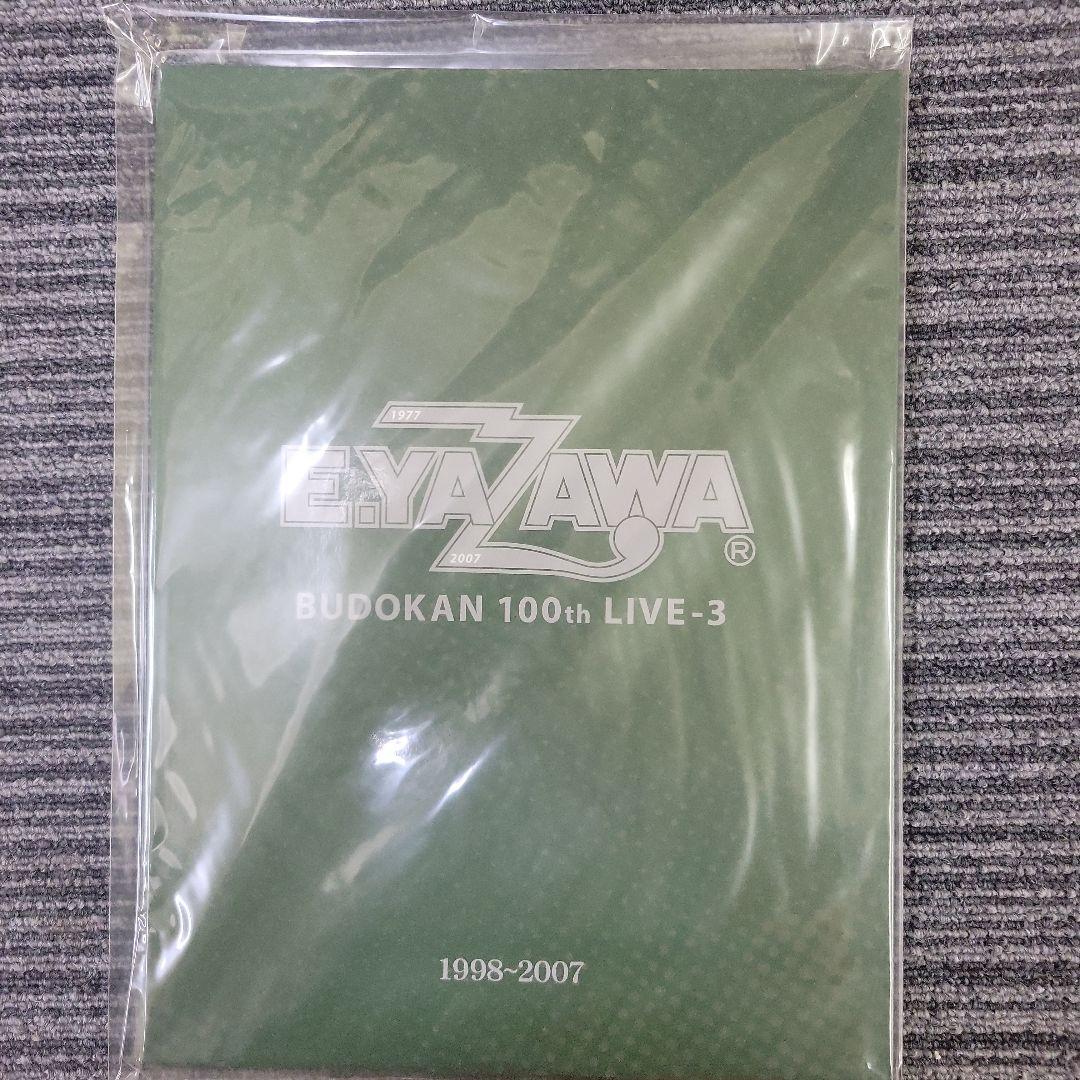 1977
E.YAZAWA®
2007
BUDOKAN 100th LIVE-3
1998~2007